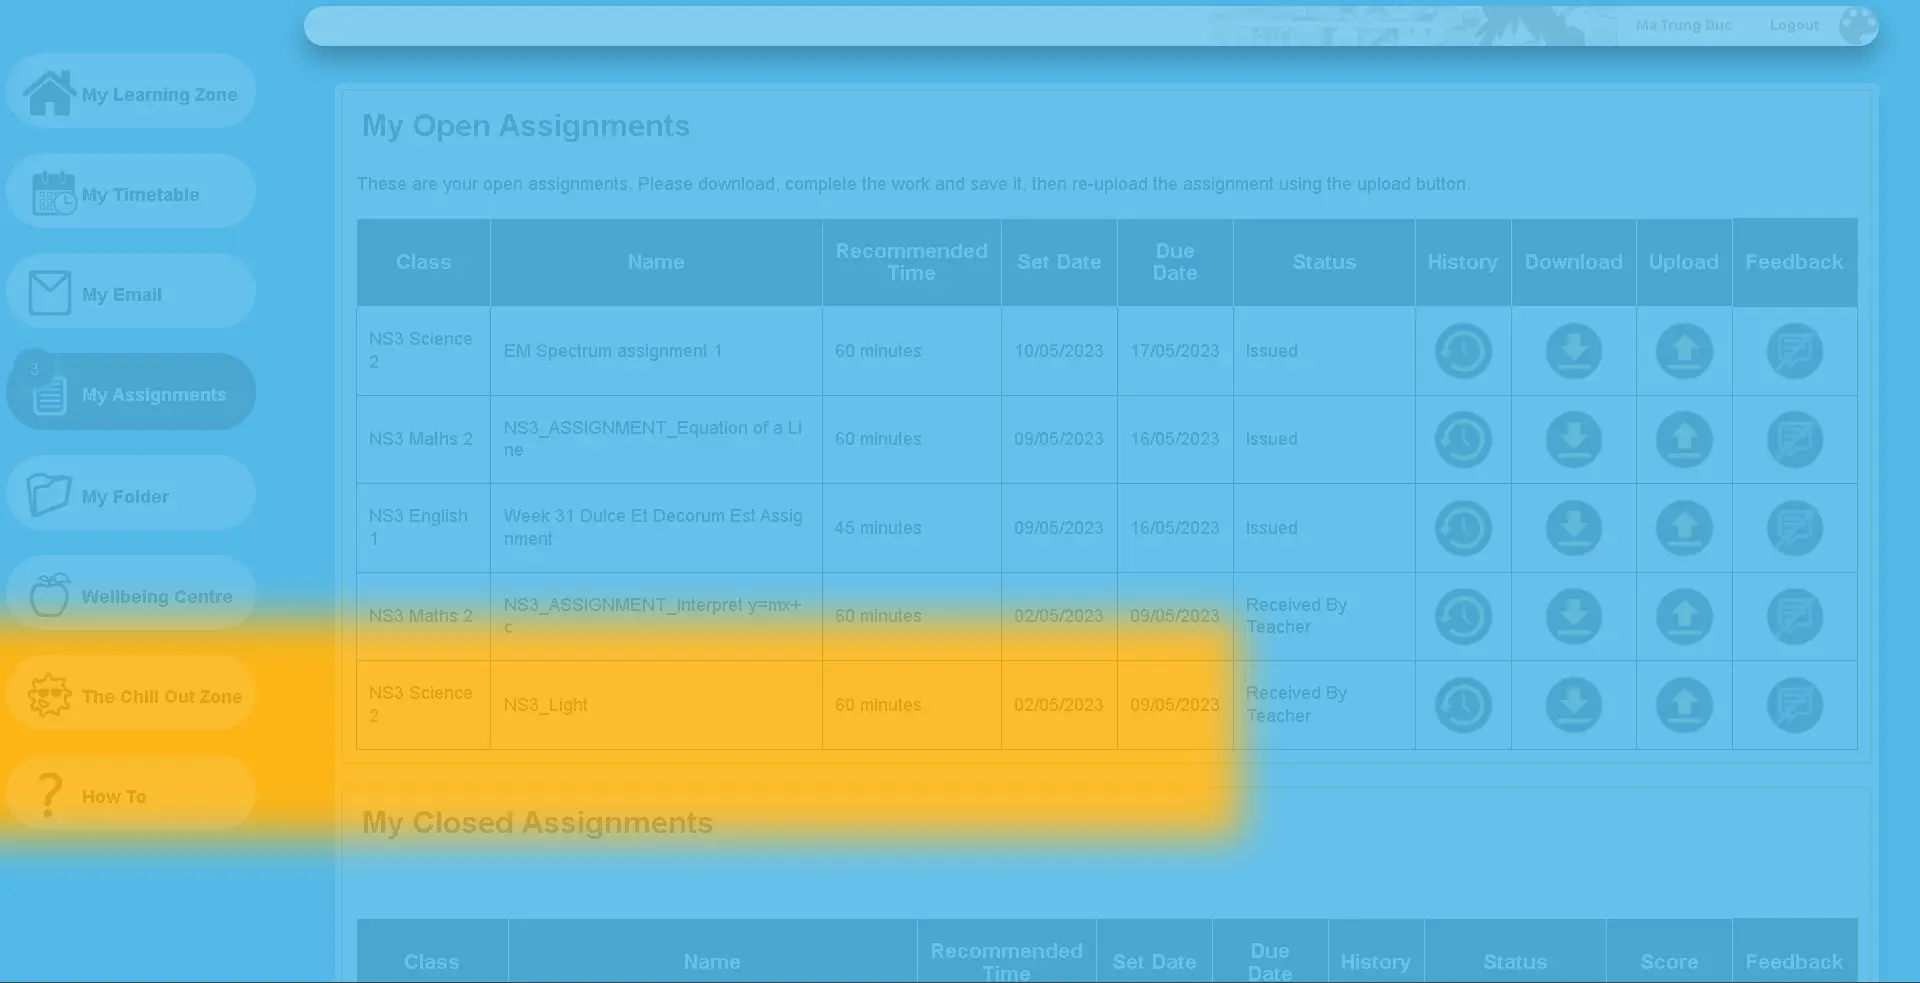 Ma Trung Duc
Logout
My Learning Zone
My Timetable
My Email
3
My Assignments
My Folder
Wellbeing Centre
The Chill Out Zone
How To
My Open Assignments
These are your open assignments. Please download, complete the work and save it, then re-upload the assignment using the upload button.
Class
Name
Recommended
Time
Set Date
Due
Date
Status
History
Download
Upload
Feedback
NS3 Science
2
EM Spectrum assignment 1
60 minutes
10/05/2023
17/05/2023
Issued
NS3 Maths 2
NS3_ASSIGNMENT_Equation of a Li
ne
60 minutes
09/05/2023
16/05/2023
Issued
NS3 English
1
Week 31 Dulce Et Decorum Est Assig
nment
45 minutes
09/05/2023
16/05/2023
Issued
NS3 Maths 2
NS3_ASSIGNMENT_Interpret y=mx+
c
60 minutes
02/05/2023
09/05/2023
Received By
Teacher
NS3 Science
2
NS3_Light
60 minutes
02/05/2023
09/05/2023
Received By
Teacher
My Closed Assignments
Class
Name
Recommended
Time
Set Date
Due
Date
History
Status
Score
Feedback